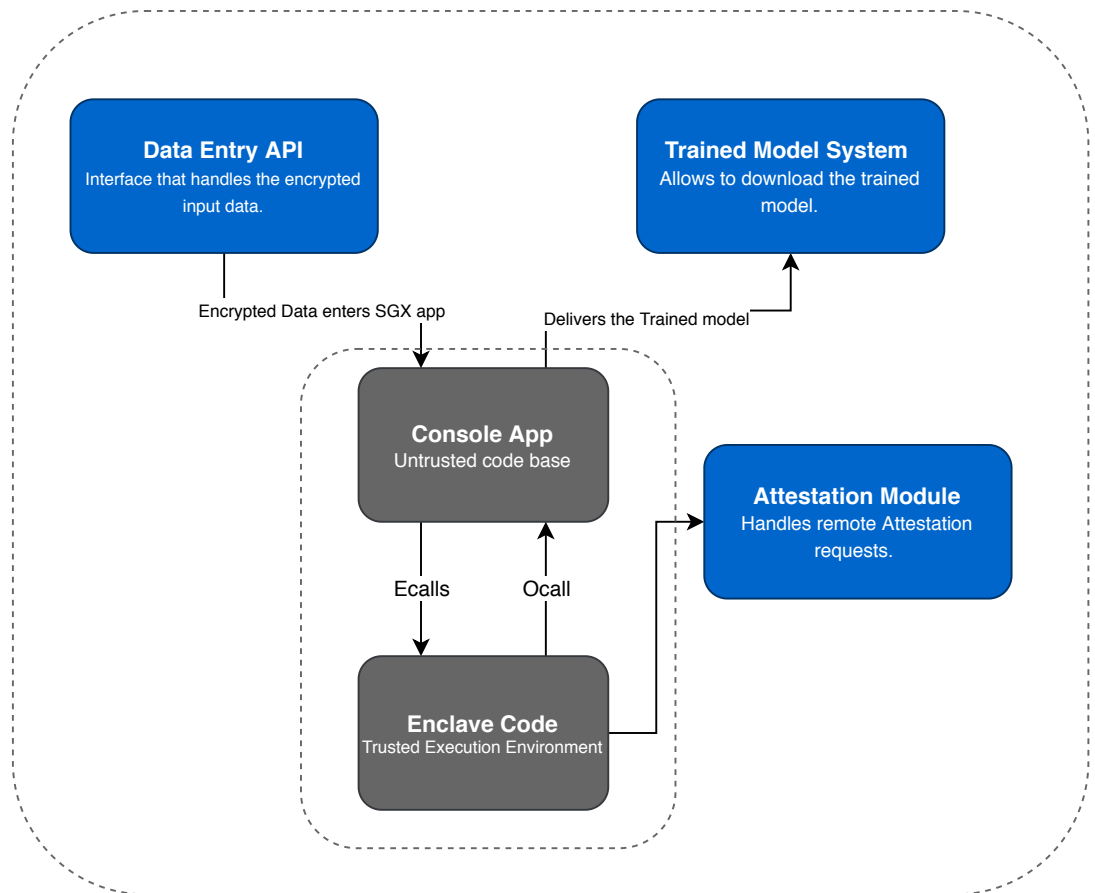 Data Entry API
Interface that handles the encrypted
input data.
Trained Model System
Allows to download the trained
model.
Encrypted Data enters SGX app
Delivers the Trained model
Console App
Untrusted code base
Attestation Module
Handles remote Attestation
requests.
Ecalls
Ocall
Enclave Code
Trusted Execution Environment